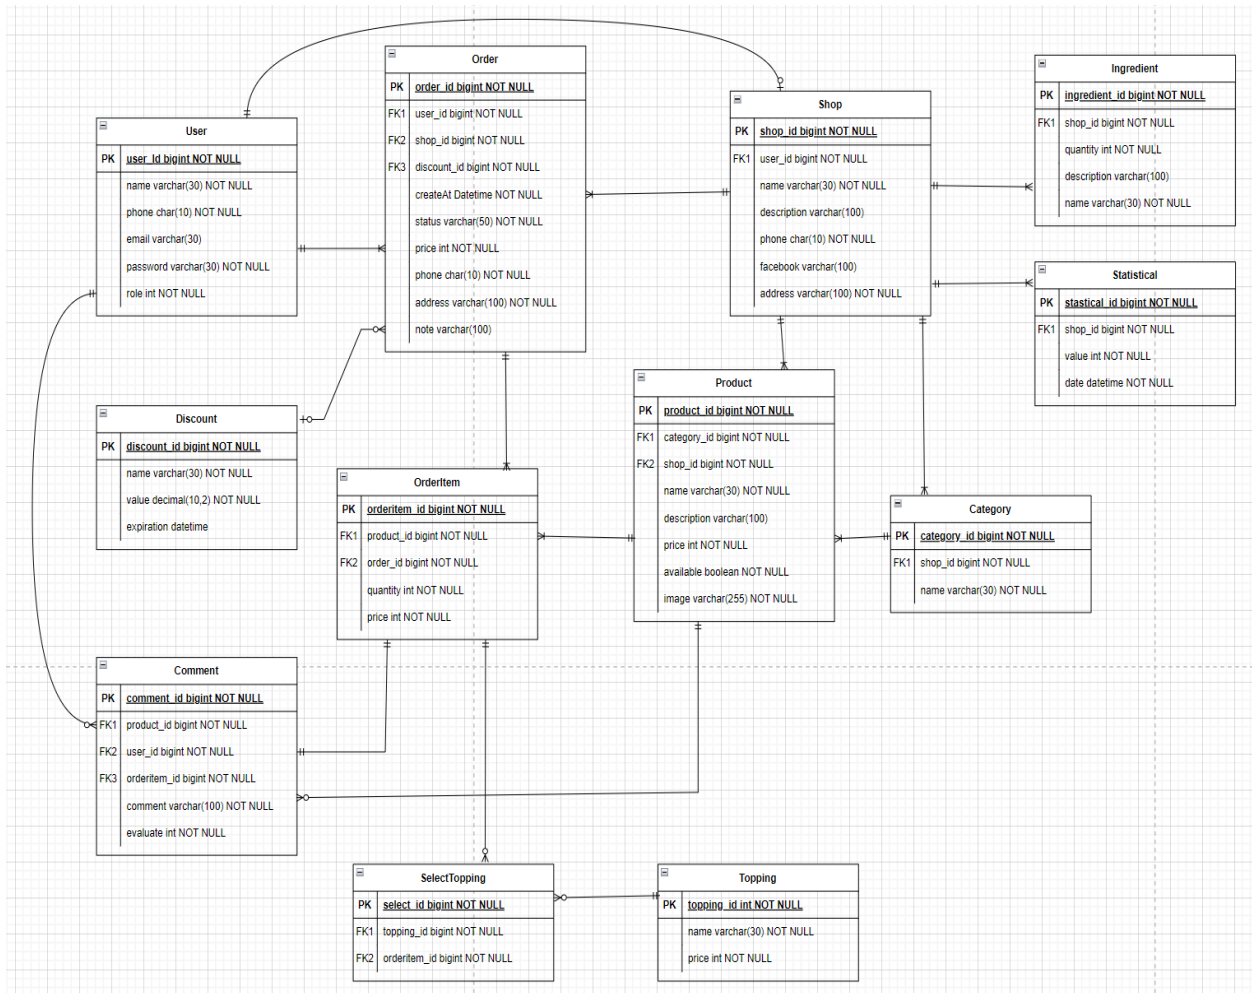 Order
PK order_id bigint NOT NULL
FK1 user_id bigint NOT NULL
FK2 shop_id bigint NOT NULL
FK3 discount_id bigint NOT NULL
createAt Datetime NOT NULL
status varchar(50) NOT NULL
price int NOT NULL
phone char(10) NOT NULL
address varchar(100) NOT NULL
note varchar(100)
Shop
PK shop_id bigint NOT NULL
FK1 user_id bigint NOT NULL
name varchar(30) NOT NULL
description varchar(100)
phone char(10) NOT NULL
facebook varchar(100)
address varchar(100) NOT NULL
Ingredient
PK ingredient_id bigint NOT NULL
FK1 shop_id bigint NOT NULL
quantity int NOT NULL
description varchar(100)
name varchar(30) NOT NULL
User
PK user_Id bigint NOT NULL
name varchar(30) NOT NULL
phone char(10) NOT NULL
email varchar(30)
password varchar(30) NOT NULL
role int NOT NULL
Statistical
PK stastical_id bigint NOT NULL
FK1 shop_id bigint NOT NULL
value int NOT NULL
date datetime NOT NULL
Product
PK product_id bigint NOT NULL
FK1 category_id bigint NOT NULL
FK2 shop_id bigint NOT NULL
name varchar(30) NOT NULL
description varchar(100)
price int NOT NULL
available boolean NOT NULL
image varchar(255) NOT NULL
Discount
PK discount_id bigint NOT NULL
name varchar(30) NOT NULL
value decimal(10,2) NOT NULL
expiration datetime
OrderItem
PK orderitem_id bigint NOT NULL
FK1 product_id bigint NOT NULL
FK2 order_id bigint NOT NULL
quantity int NOT NULL
price int NOT NULL
Category
PK category_id bigint NOT NULL
FK1 shop_id bigint NOT NULL
name varchar(30) NOT NULL
Comment
PK comment_id bigint NOT NULL
FK1 product_id bigint NOT NULL
FK2 user_id bigint NOT NULL
FK3 orderitem_id bigint NOT NULL
comment varchar(100) NOT NULL
evaluate int NOT NULL
SelectTopping
PK select_id bigint NOT NULL
FK1 topping_id bigint NOT NULL
FK2 orderitem_id bigint NOT NULL
Topping
PK topping_id int NOT NULL
name varchar(30) NOT NULL
price int NOT NULL